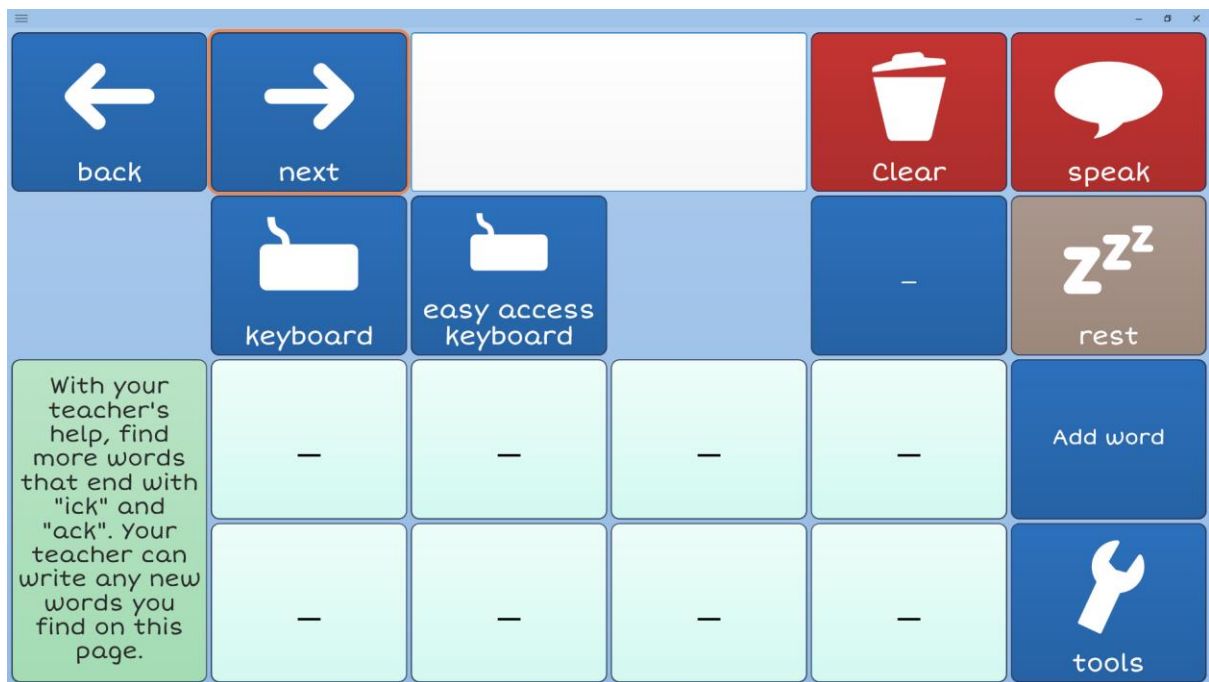 back
next
Clear
speak
keyboard
easy access
keyboard
–
zzz
rest
With your
teacher's
help, find
more words
that end with
"ick" and
"ack". Your
teacher can
write any new
words you
find on this
page.
–
–
–
–
Add word
–
–
–
–
tools